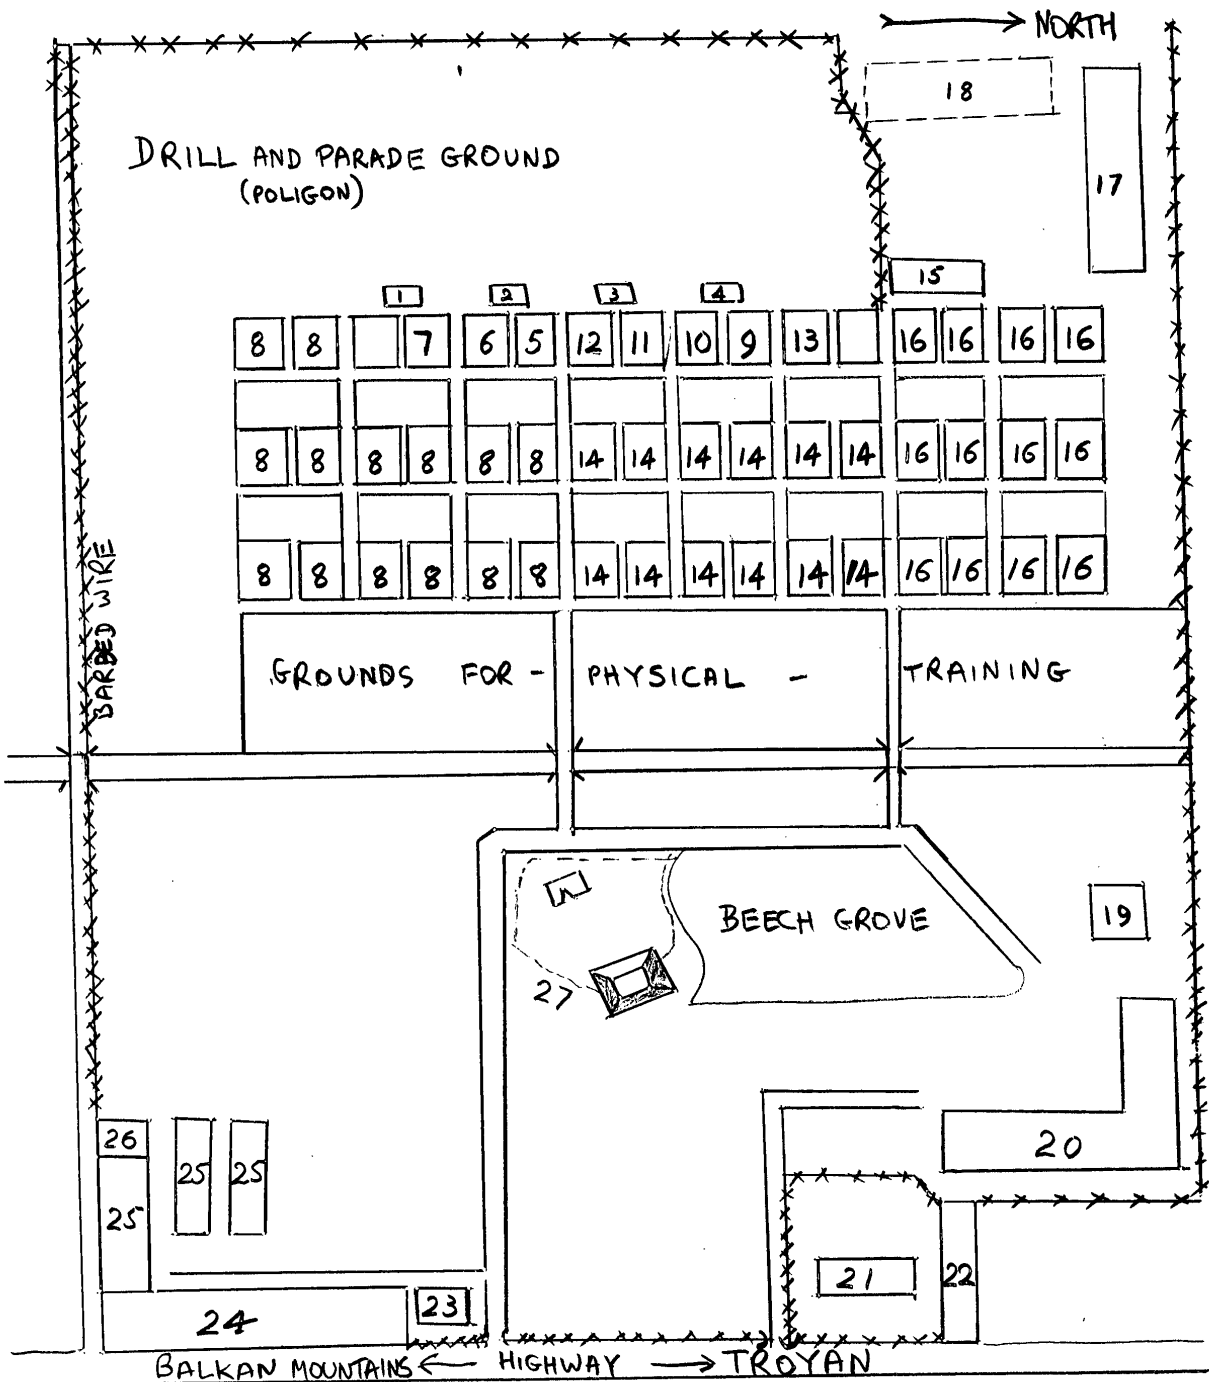 NORTH
18
17
DRILL AND PARADE GROUND
(POLIGON)
15
1 2 3 4
8 8 7 6 5 12 11 10 9 13 16 16 16 16
8 8 8 8 8 8 14 14 14 14 14 14 16 16 16 16
8 8 8 8 8 8 14 14 14 14 14 14 16 16 16 16
BARBED WIRE
GROUNDS FOR - PHYSICAL - TRAINING
BEECH GROVE
19
27
26
25 25
25
20
21
22
23
24
BALKAN MOUNTAINS HIGHWAY TROYAN